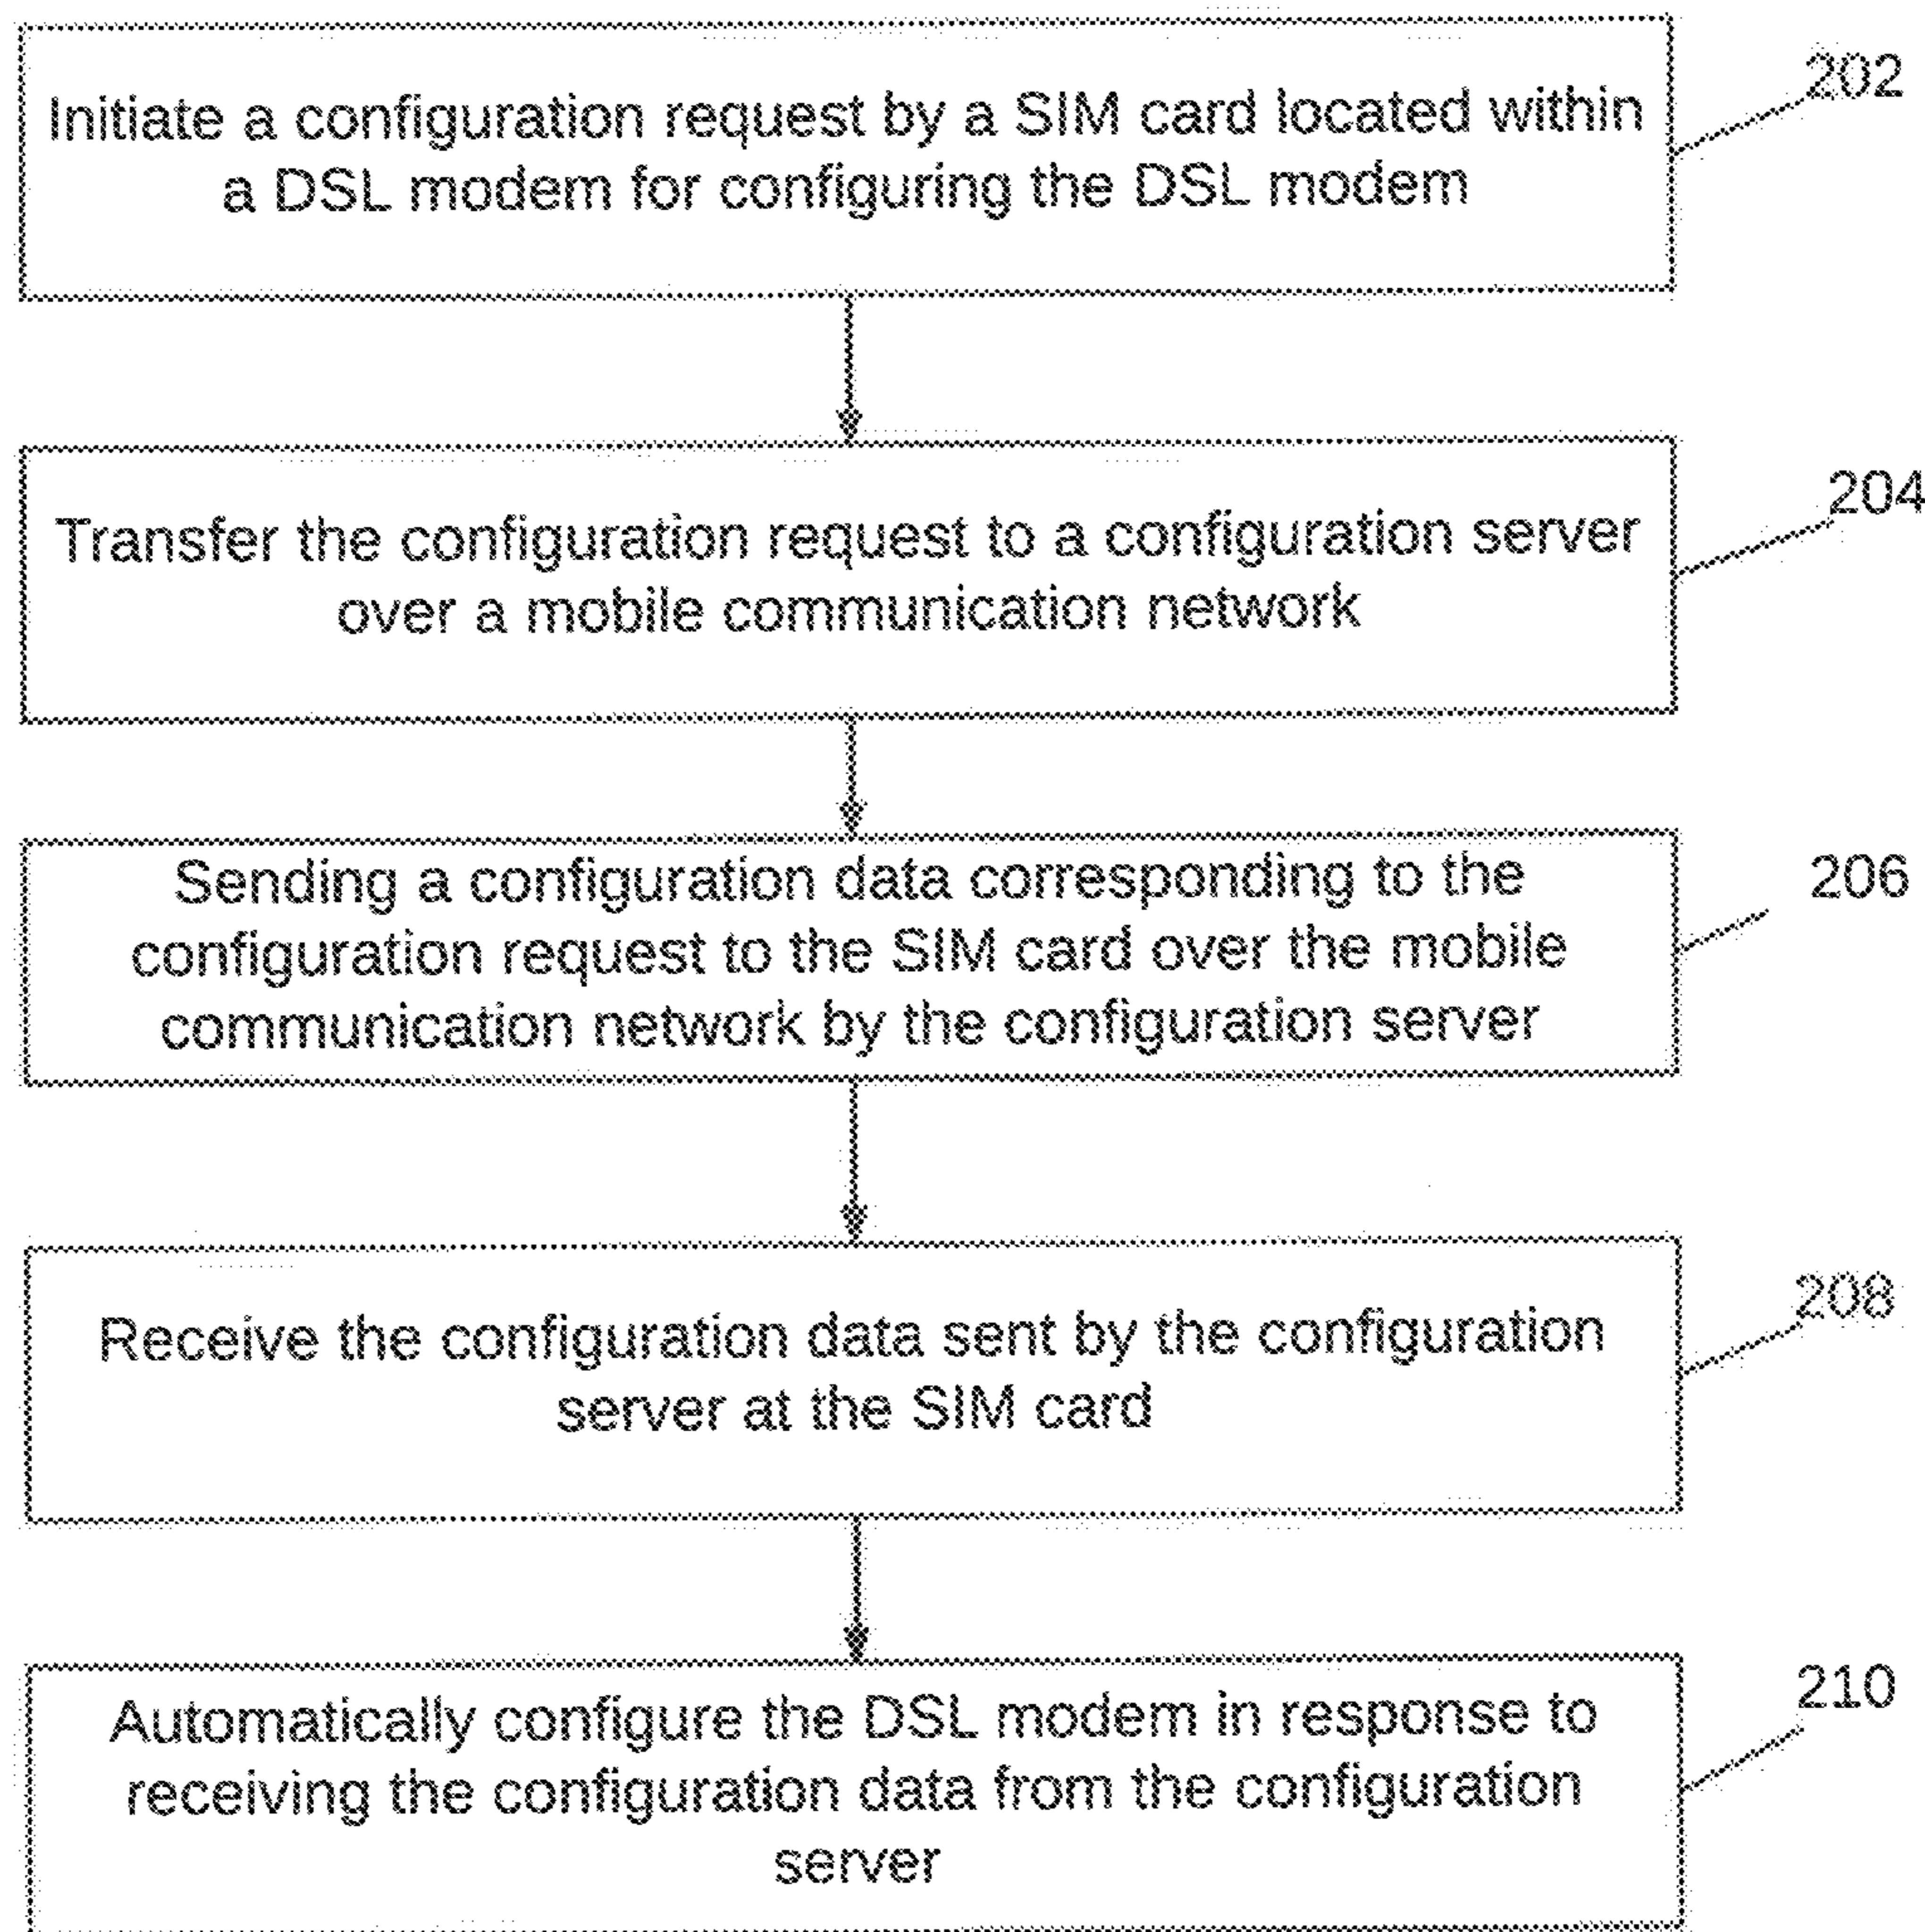 202
Initiate a configuration request by a SIM card located within
a DSL modem for configuring the DSL modem
204
Transfer the configuration request to a configuration server
over a mobile communication network
206
Sending a configuration data corresponding to the
configuration request to the SIM card over the mobile
communication network by the configuration server
208
Receive the configuration data sent by the configuration
server at the SIM card
210
Automatically configure the DSL modem in response to
receiving the configuration data from the configuration
server